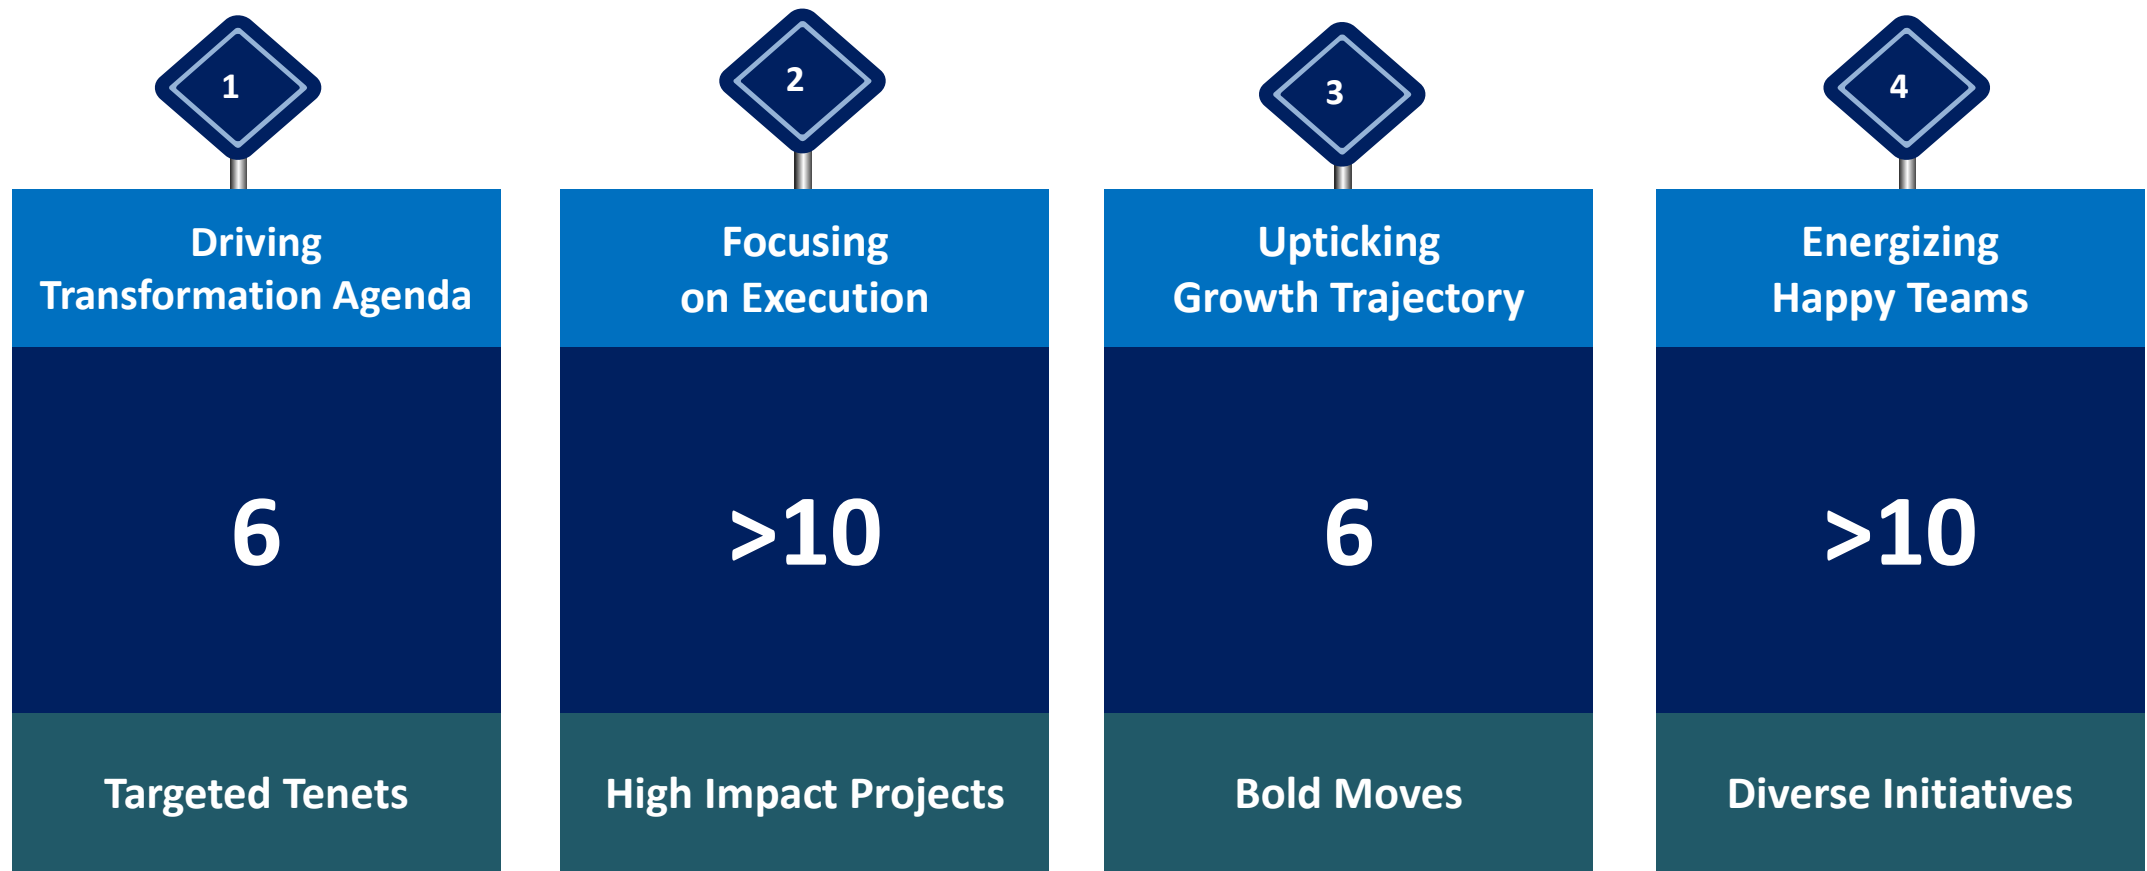 1
Driving
Transformation Agenda
6
Targeted Tenets
2
Focusing
on Execution
>10
High Impact Projects
3
Upticking
Growth Trajectory
6
Bold Moves
4
Energizing
Happy Teams
>10
Diverse Initiatives